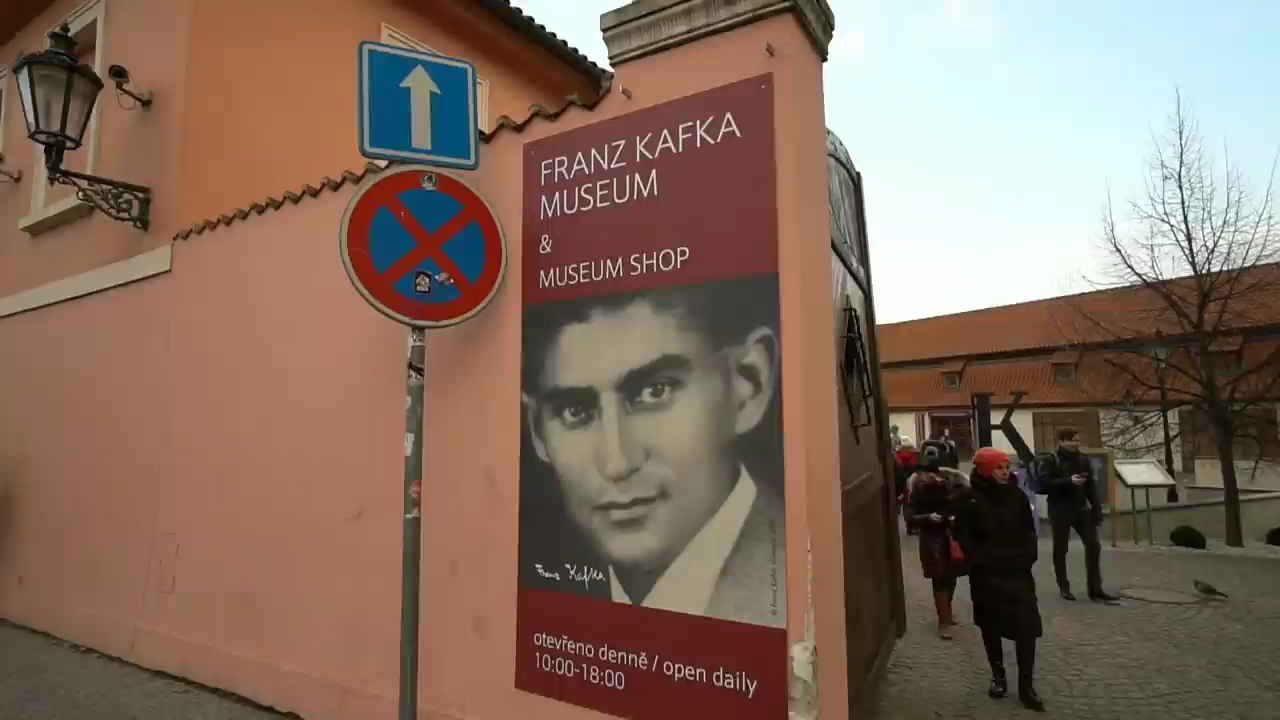 FRANZ KAFKA
MUSEUM
&
MUSEUM SHOP
Franz Kafka
otevřeno denně / open daily
10:00-18:00
K